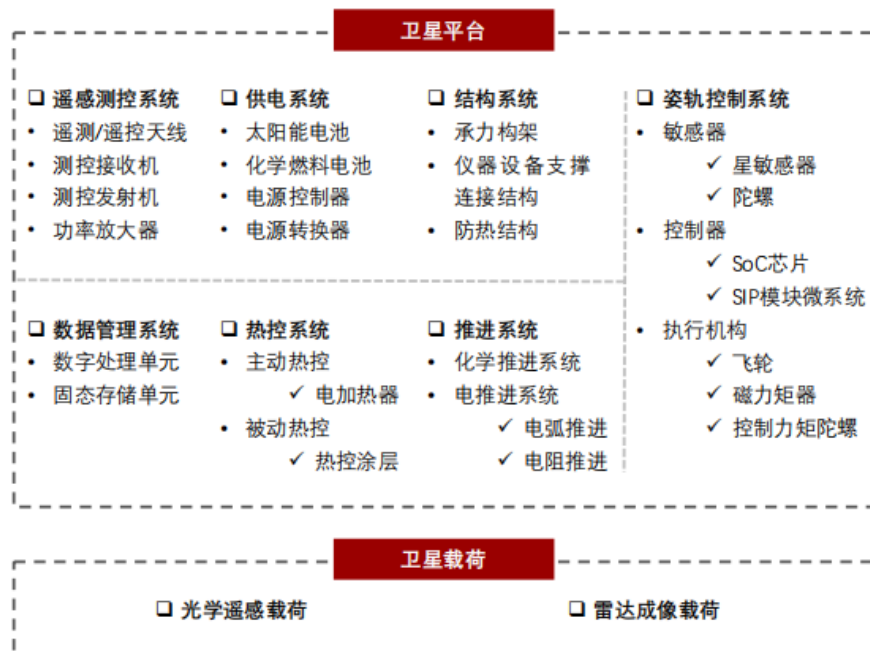 卫星平台
遥感测控系统
• 遥测/遥控天线
• 测控接收机
• 测控发射机
• 功率放大器
供电系统
• 太阳能电池
• 化学燃料电池
• 电源控制器
• 电源转换器
结构系统
• 承力构架
• 仪器设备支撑
连接结构
• 防热结构
姿轨控制系统
• 敏感器
✓ 星敏感器
✓ 陀螺
• 控制器
✓ SoC芯片
✓ SIP模块微系统
• 执行机构
✓ 飞轮
✓ 磁力矩器
✓ 控制力矩陀螺
数据管理系统
• 数字处理单元
• 固态存储单元
热控系统
• 主动热控
✓ 电加热器
• 被动热控
✓ 热控涂层
推进系统
• 化学推进系统
• 电推进系统
✓ 电弧推进
✓ 电阻推进
卫星载荷
光学遥感载荷
雷达成像载荷